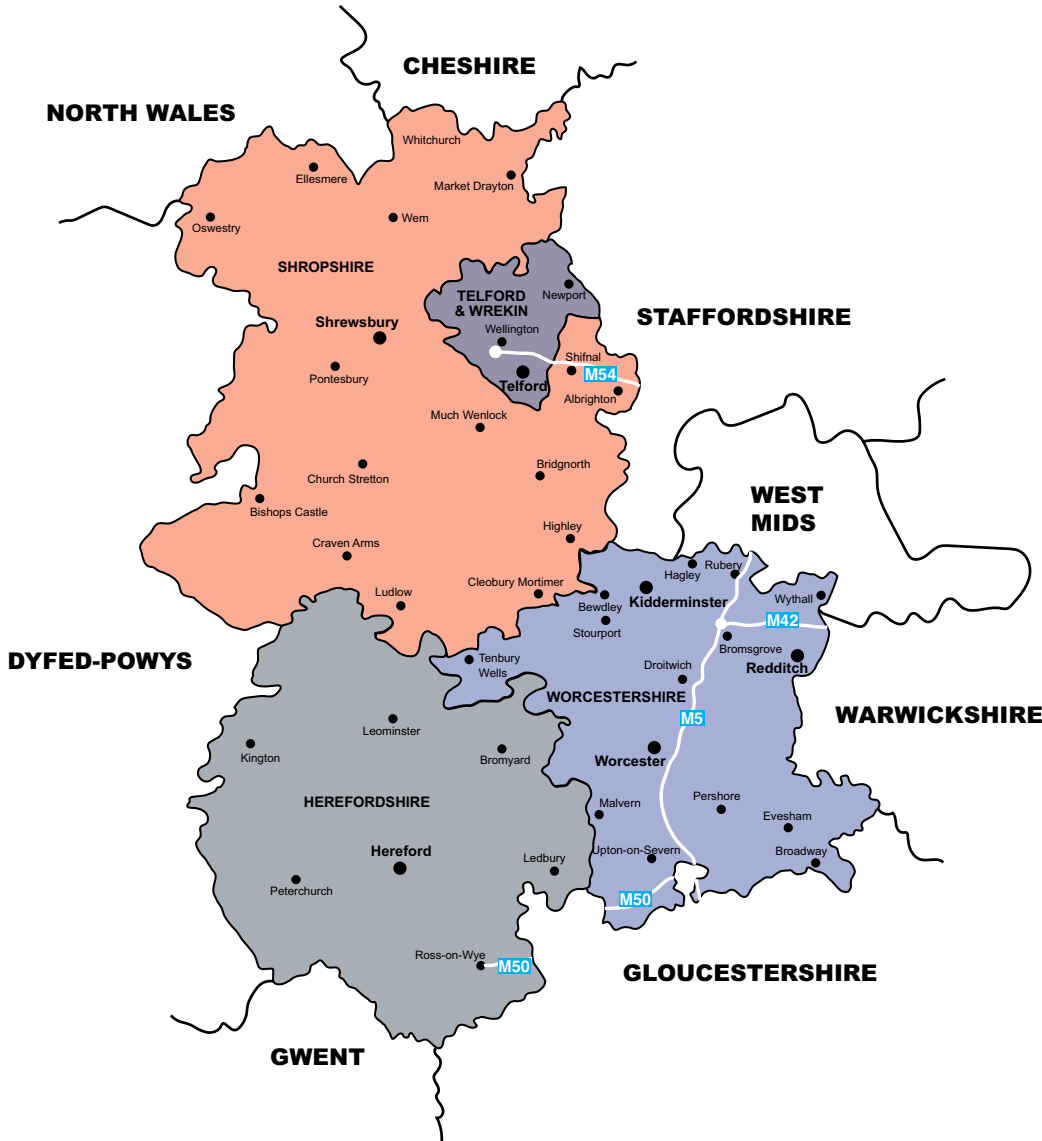 CHESHIRE
NORTH WALES
Whitchurch
Ellesmere
Market Drayton
Oswestry
Wem
SHROPSHIRE
TELFORD
& WREKIN
Newport
Shrewsbury
STAFFORDSHIRE
Wellington
Shifnal
M54
Pontesbury
Telford
Albrighton
Much Wenlock
Bridgnorth
Church Stretton
WEST
MIDS
Bishops Castle
Highley
Craven Arms
Hagley
Rubery
Cleobury Mortimer
Ludlow
Kidderminster
Wythall
Bewdley
M42
Stourport
Bromsgrove
DYFED-POWYS
Tenbury
Wells
Droitwich
Redditch
WORCESTERSHIRE
M5
WARWICKSHIRE
Leominster
Kington
Bromyard
Worcester
HEREFORDSHIRE
Malvern
Pershore
Evesham
Hereford
Ledbury
Upton-on-Severn
Broadway
Peterchurch
M50
Ross-on-Wye
M50
GLOUCESTERSHIRE
GWENT